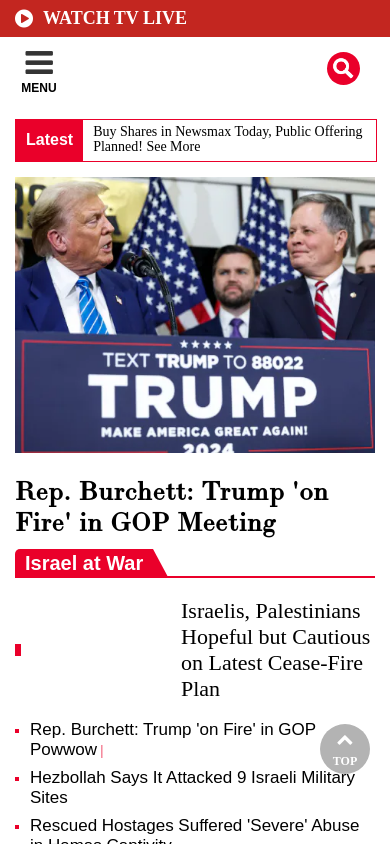 WATCH TV LIVE
MENU
Latest
Buy Shares in Newsmax Today, Public Offering
Planned! See More
TEXT TRUMP TO 88022
TRUMP
MAKE AMERICA GREAT AGAIN!
2024
Rep. Burchett: Trump 'on
Fire' in GOP Meeting
Israel at War
Israelis, Palestinians
Hopeful but Cautious
on Latest Cease-Fire
Plan
Rep. Burchett: Trump 'on Fire' in GOP
Powwow |
TOP
Hezbollah Says It Attacked 9 Israeli Military
Sites
Rescued Hostages Suffered 'Severe' Abuse
in Hamas Captivity